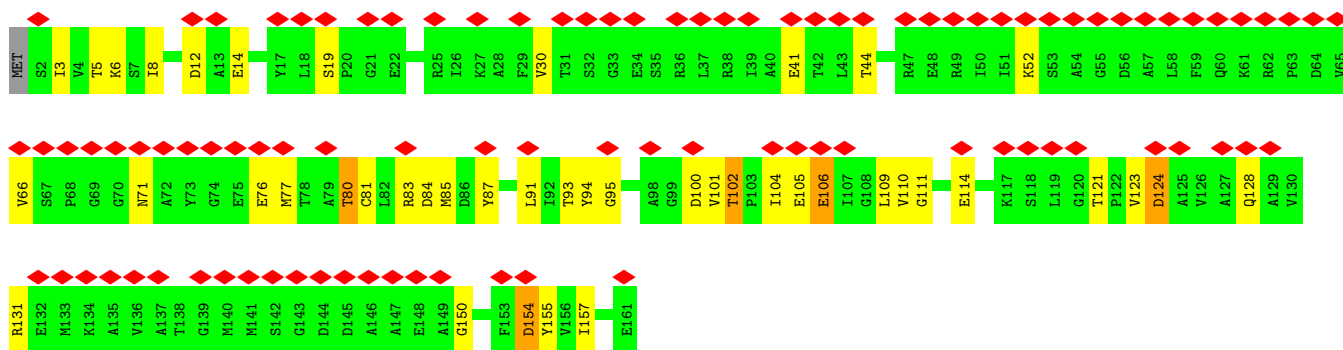 MET S2 I3 V4 T5 K6 S7 I8 D12 A13 E14 Y17 L18 S19 P20 G21 E22 R25 I26 K27 A28 F29 V30 T31 S32 G33 E34 S35 R36 L37 R38 I39 A40 E41 T42 L43 T44 R47 E48 R49 I50 I51 K52 S53 A54 G55 D56 A57 L58 F59 Q60 K61 R62 P63 D64 V65
V66 S67 P68 G69 G70 N71 A72 Y73 G74 E75 E76 M77 T78 A79 T80 C81 L82 R83 D84 M85 D86 Y87 L91 I92 T93 Y94 G95 A98 G99 D100 V101 T102 P103 I104 E105 E106 I107 G108 L109 V110 G111 E114 K117 S118 L119 G120 T121 P122 V123 D124 A125 V126 A127 Q128 A129 V130
R131 E132 M133 K134 A135 V136 A137 T138 G139 M140 M141 S142 G143 D144 D145 A146 A147 E148 A149 G150 F153 D154 Y155 V156 I157 E161